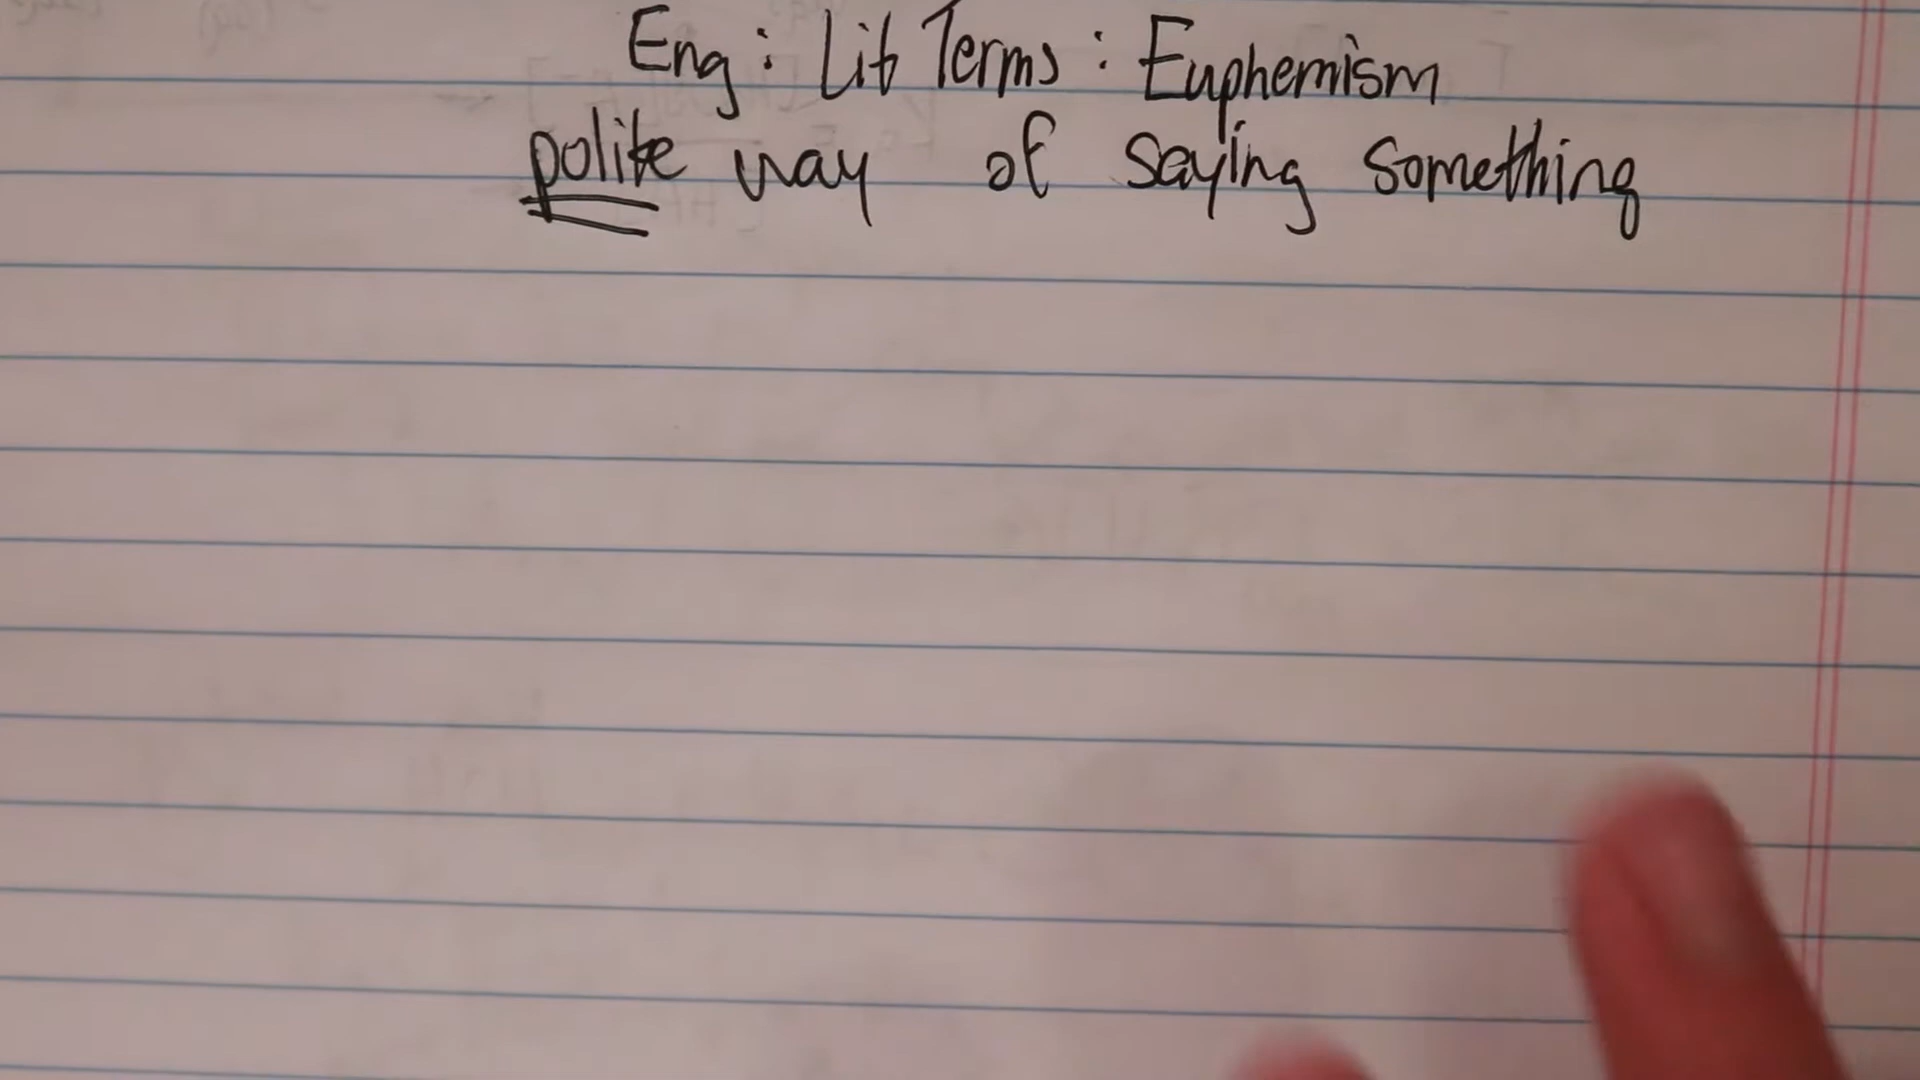 Eng : Lit Terms : Euphemism
polite way of saying something